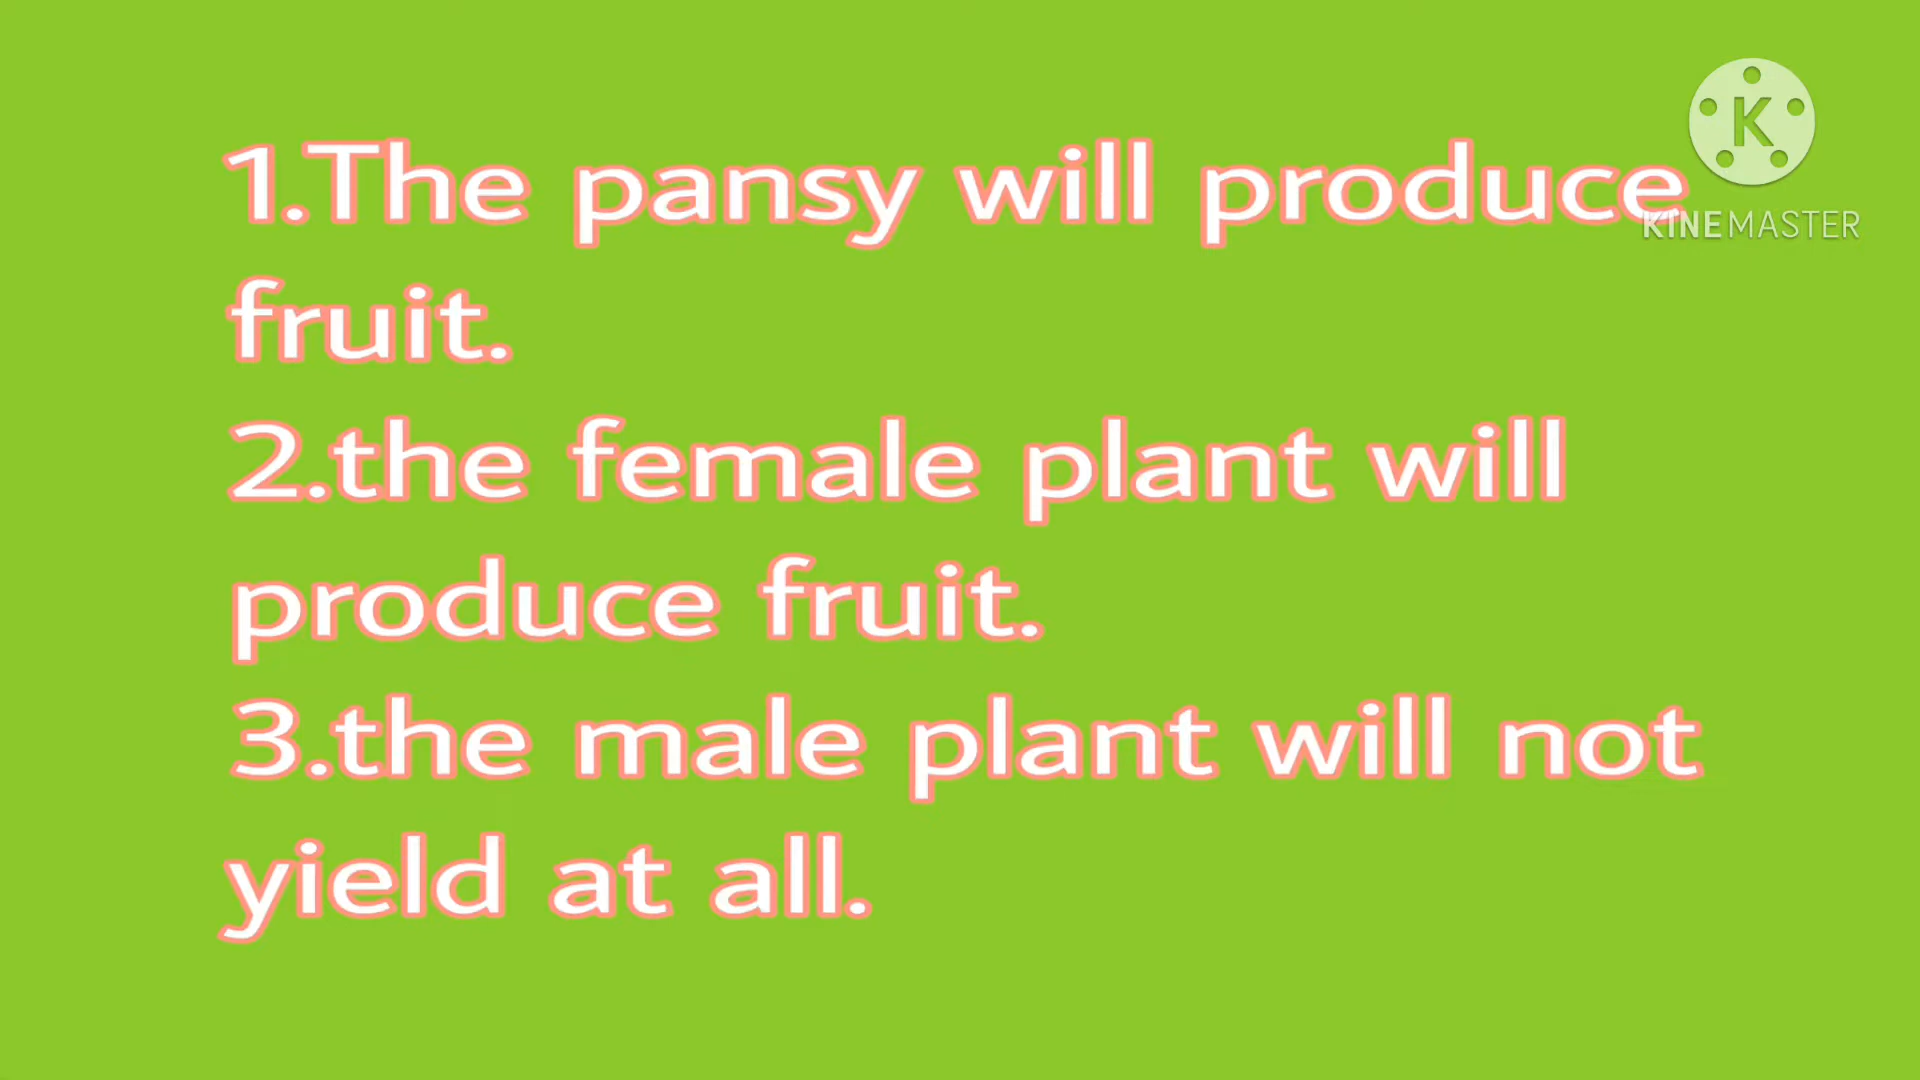 1.The pansy will produce
fruit.
2.the female plant will
produce fruit.
3.the male plant will not
yield at all.
K
KINEMASTER